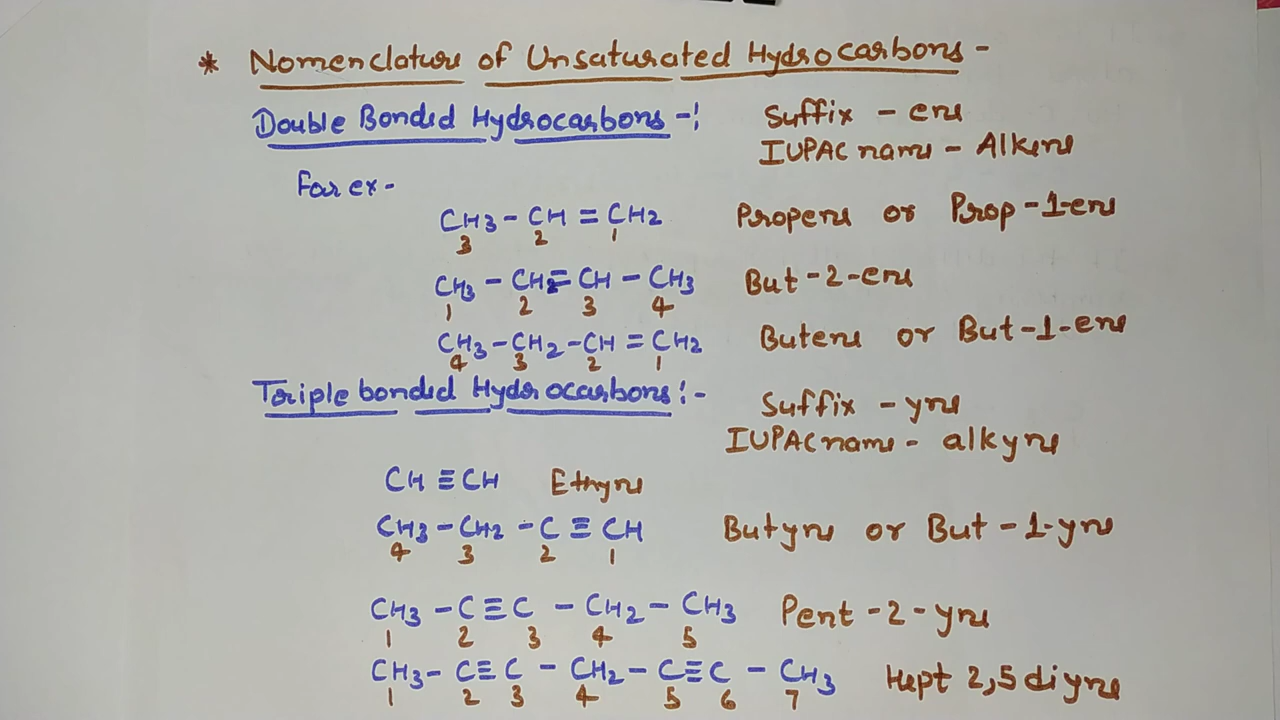 * Nomenclature of Unsaturated Hydrocarbons -
Double Bonded Hydrocarbons -: Suffix - ene
IUPAC name - Alkene
For ex -
CH3 - CH = CH2 Propene or Prop-1-ene
3 2 1
CH3 - CH = CH - CH3 But-2-ene
1 2 3 4
CH3 - CH2 - CH = CH2 Butene or But-1-ene
4 3 2 1
Triple bonded Hydrocarbons :- Suffix - yne
IUPAC name - alkyne
CH ≡ CH Ethyne
CH3 - CH2 - C ≡ CH Butyne or But-1-yne
4 3 2 1
CH3 - C ≡ C - CH2 - CH3 Pent-2-yne
1 2 3 4 5
CH3 - C ≡ C - CH2 - C ≡ C - CH3 Hept 2,5 diyne
1 2 3 4 5 6 7